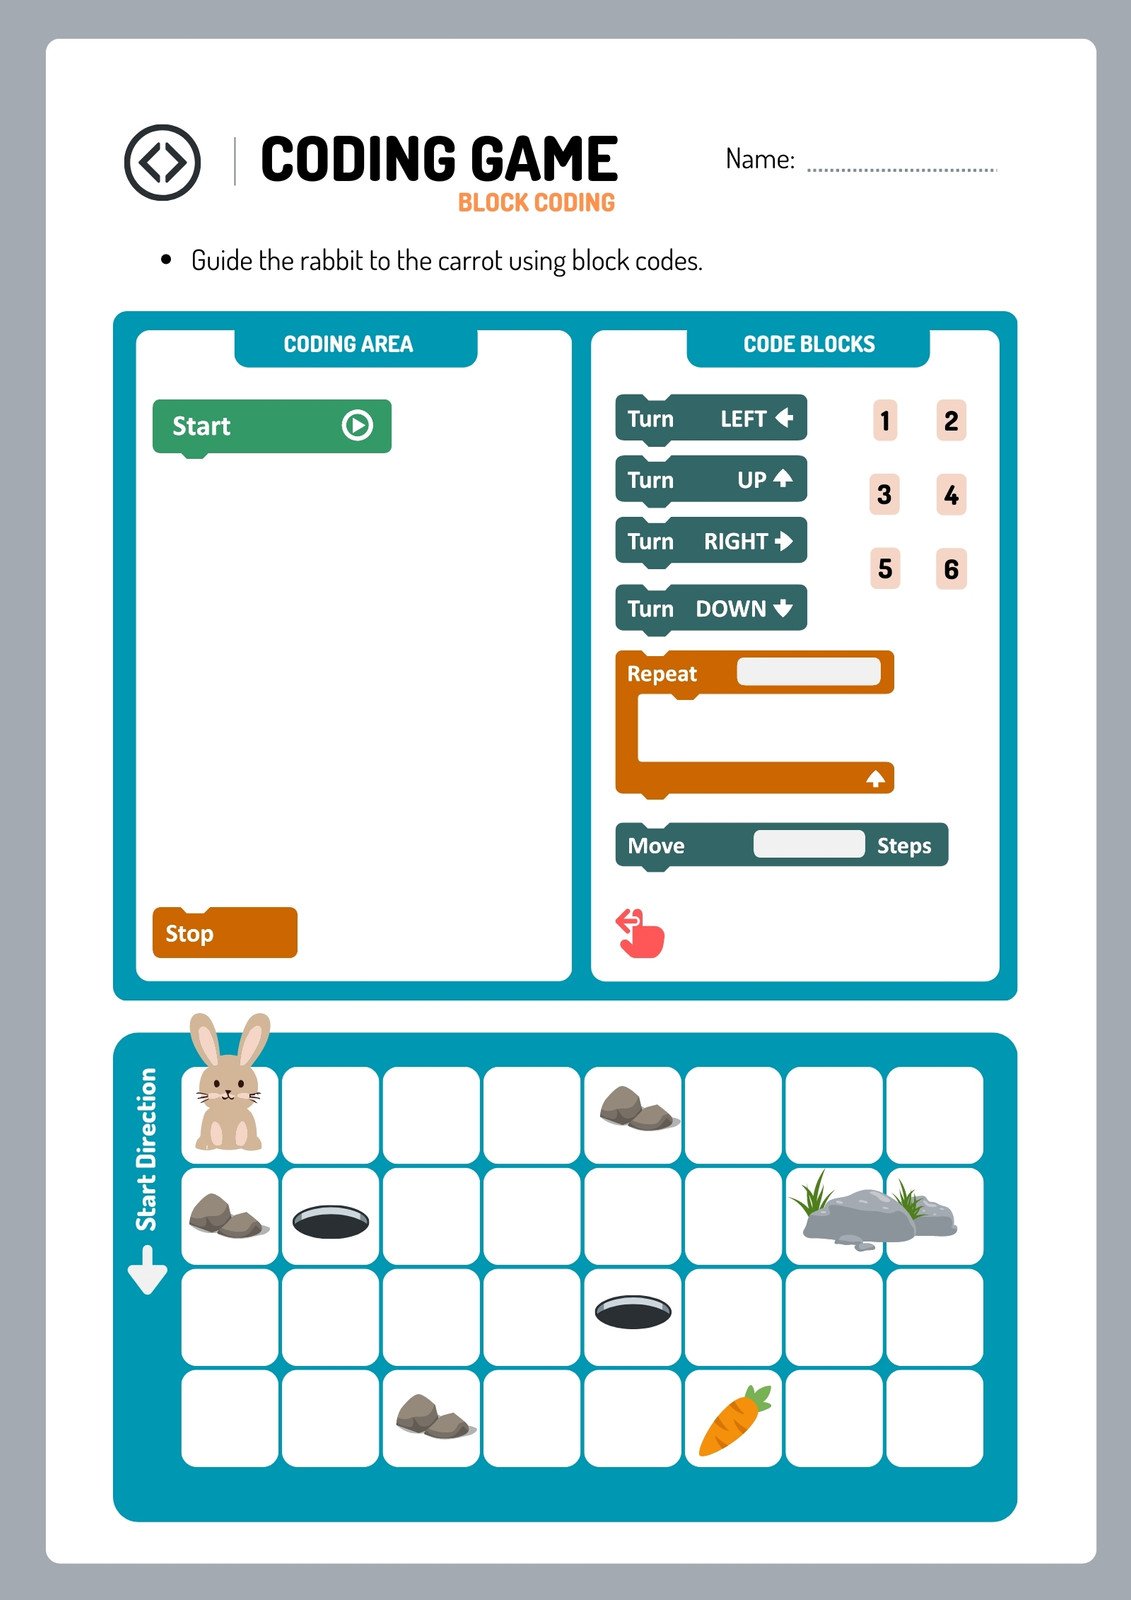 CODING GAME
BLOCK CODING
Name:
Guide the rabbit to the carrot using block codes.
CODING AREA
Start
Stop
CODE BLOCKS
Turn LEFT
Turn UP
Turn RIGHT
Turn DOWN
1 2
3 4
5 6
Repeat
Move Steps
Start Direction